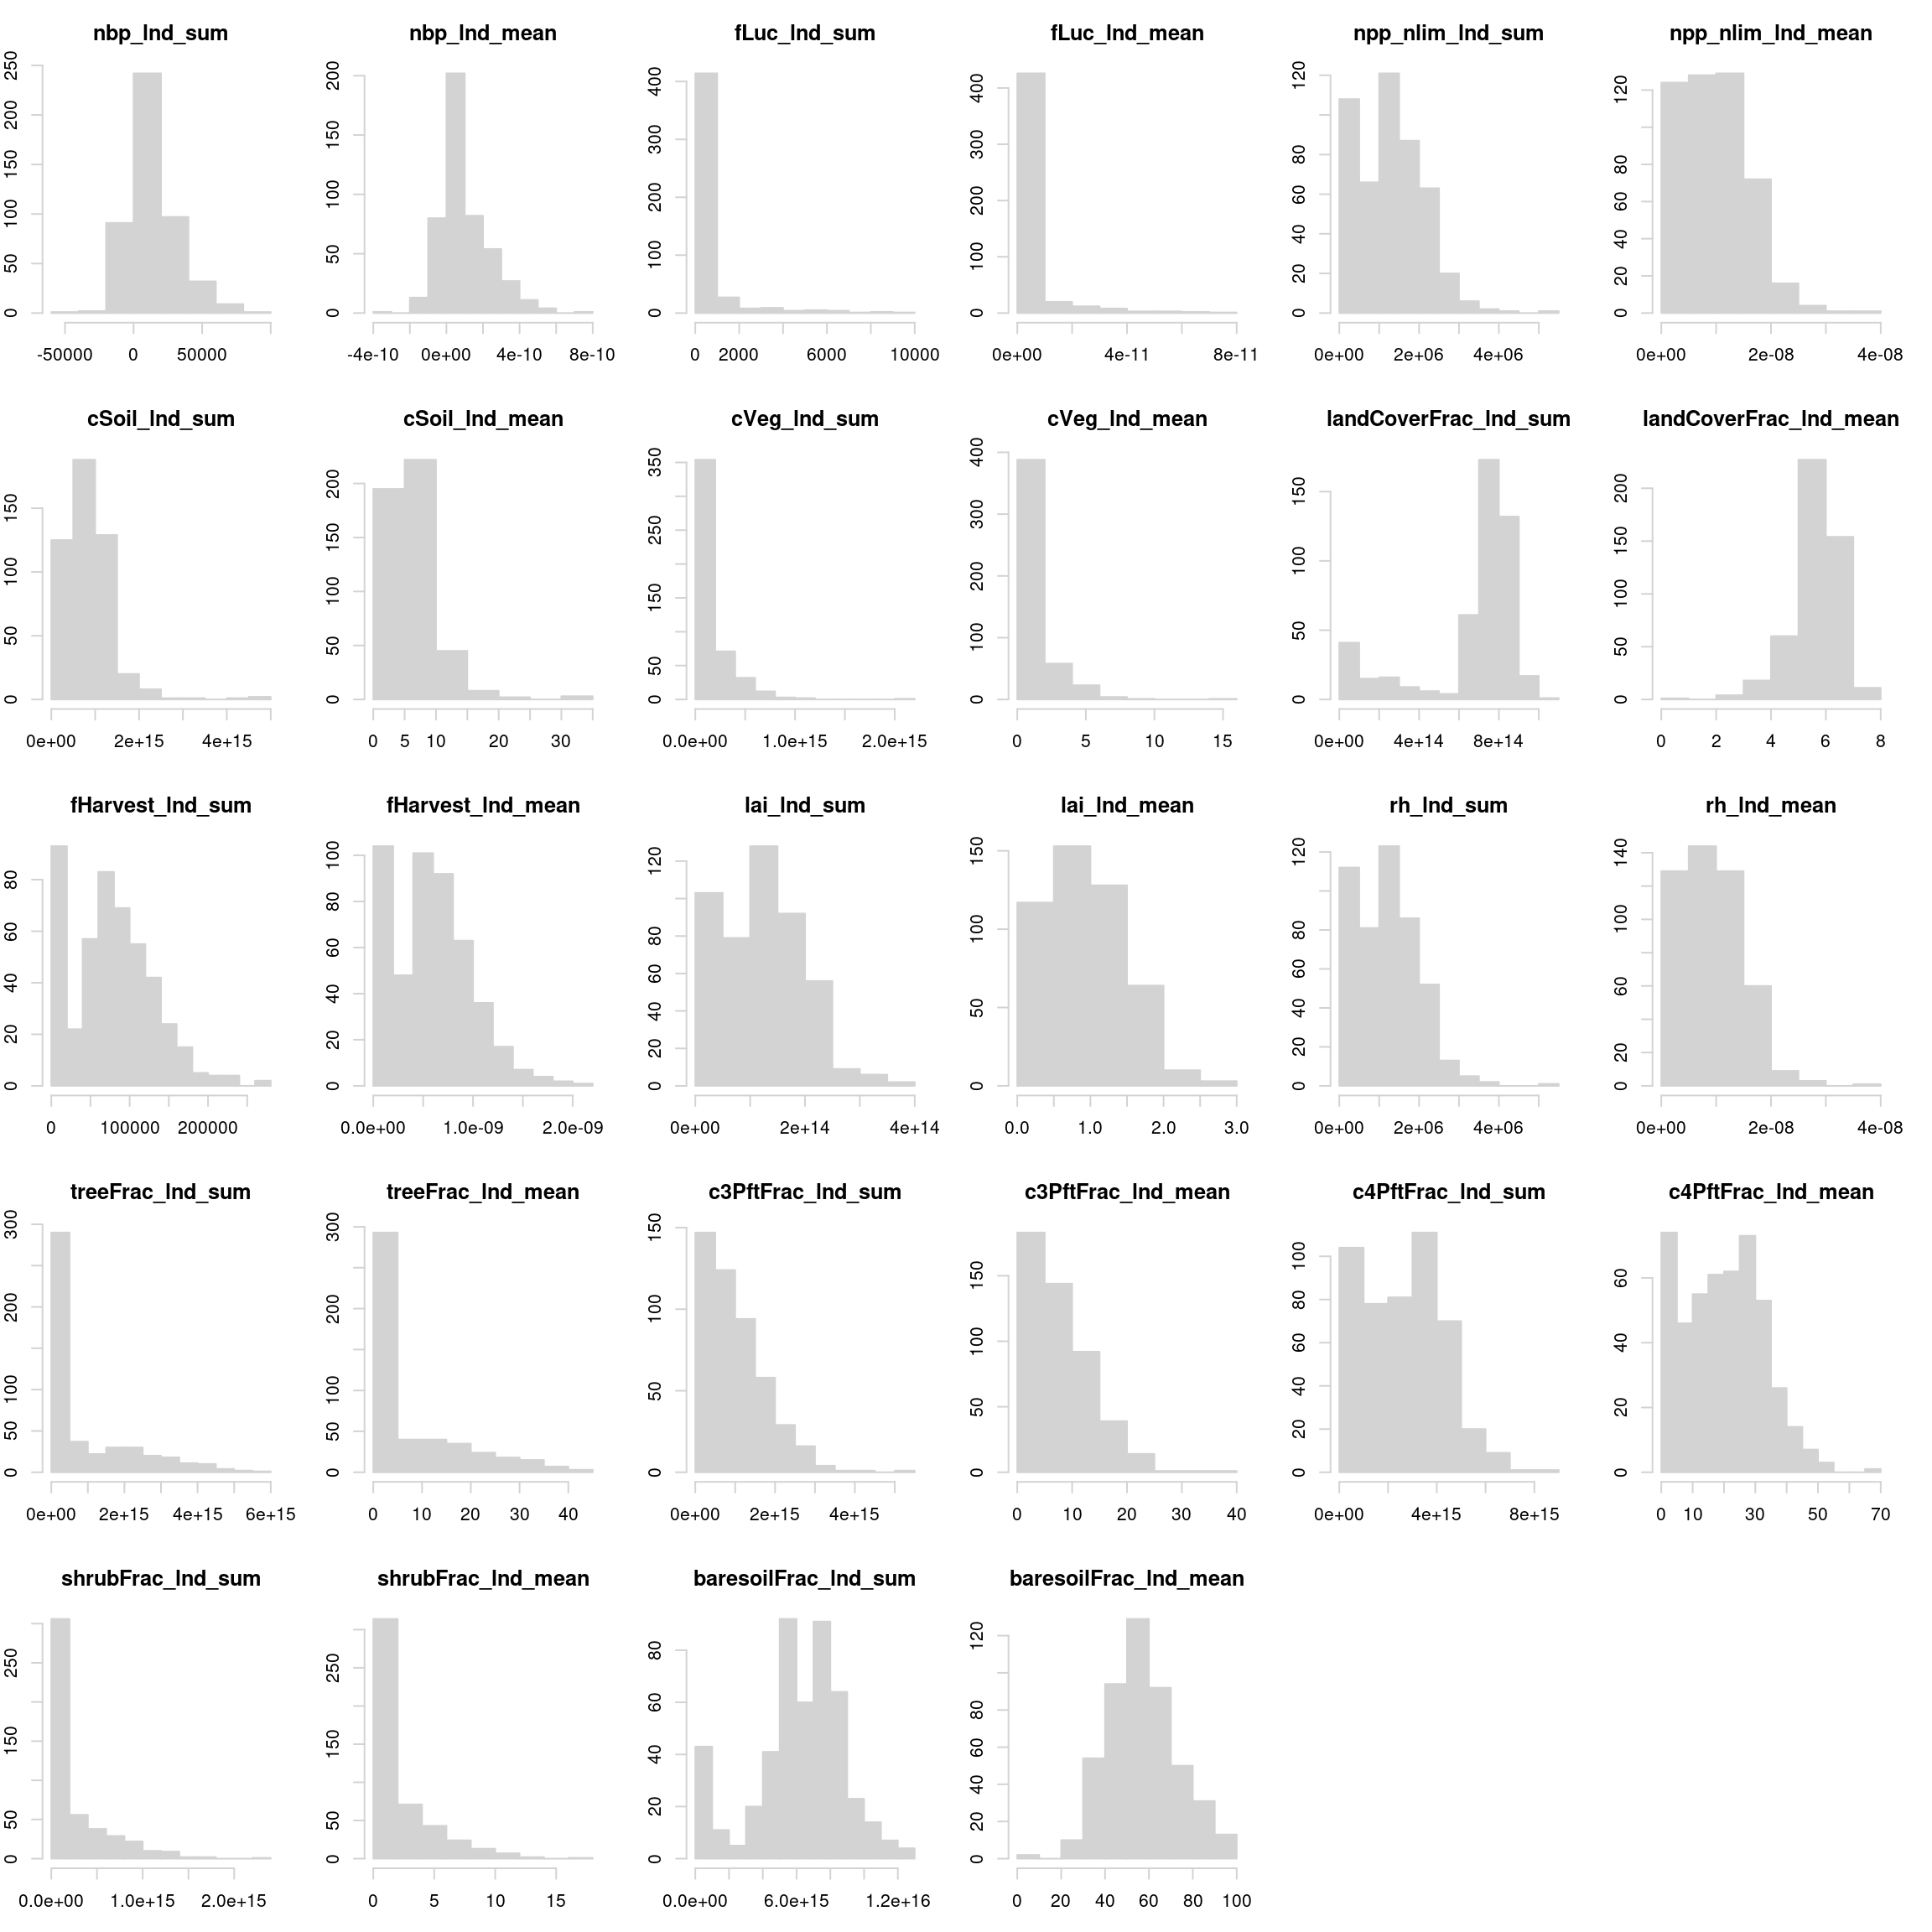 nbp_lnd_sum
0 50 100 150 200 250
-50000 0 50000
nbp_lnd_mean
0 50 100 150 200
-4e-10 0e+00 4e-10 8e-10
fLuc_lnd_sum
0 100 200 300 400
0 2000 6000 10000
fLuc_lnd_mean
0 100 200 300 400
0e+00 4e-11 8e-11
npp_nlim_lnd_sum
0 20 40 60 80 100 120
0e+00 2e+06 4e+06
npp_nlim_lnd_mean
0 20 40 60 80 120
0e+00 2e-08 4e-08
cSoil_lnd_sum
0 50 100 150
0e+00 2e+15 4e+15
cSoil_lnd_mean
0 50 100 150 200
0 5 10 20 30
cVeg_lnd_sum
0 50 150 250 350
0.0e+00 1.0e+15 2.0e+15
cVeg_lnd_mean
0 100 200 300 400
0 5 10 15
landCoverFrac_lnd_sum
0 50 100 150
0e+00 4e+14 8e+14
landCoverFrac_lnd_mean
0 50 100 150 200
0 2 4 6 8
fHarvest_lnd_sum
0 20 40 60 80
0 100000 200000
fHarvest_lnd_mean
0 20 40 60 80 100
0.0e+00 1.0e-09 2.0e-09
lai_lnd_sum
0 20 40 60 80 120
0e+00 2e+14 4e+14
lai_lnd_mean
0 50 100 150
0.0 1.0 2.0 3.0
rh_lnd_sum
0 20 40 60 80 100 120
0e+00 2e+06 4e+06
rh_lnd_mean
0 20 60 100 140
0e+00 2e-08 4e-08
treeFrac_lnd_sum
0 50 100 200 300
0e+00 2e+15 4e+15 6e+15
treeFrac_lnd_mean
0 50 100 200 300
0 10 20 30 40
c3PftFrac_lnd_sum
0 50 100 150
0e+00 2e+15 4e+15
c3PftFrac_lnd_mean
0 50 100 150
0 10 20 30 40
c4PftFrac_lnd_sum
0 20 40 60 80 100
0e+00 4e+15 8e+15
c4PftFrac_lnd_mean
0 20 40 60
0 10 30 50 70
shrubFrac_lnd_sum
0 50 150 250
0.0e+00 1.0e+15 2.0e+15
shrubFrac_lnd_mean
0 50 150 250
0 5 10 15
baresoilFrac_lnd_sum
0 20 40 60 80
0.0e+00 6.0e+15 1.2e+16
baresoilFrac_lnd_mean
0 20 40 60 80 120
0 20 40 60 80 100